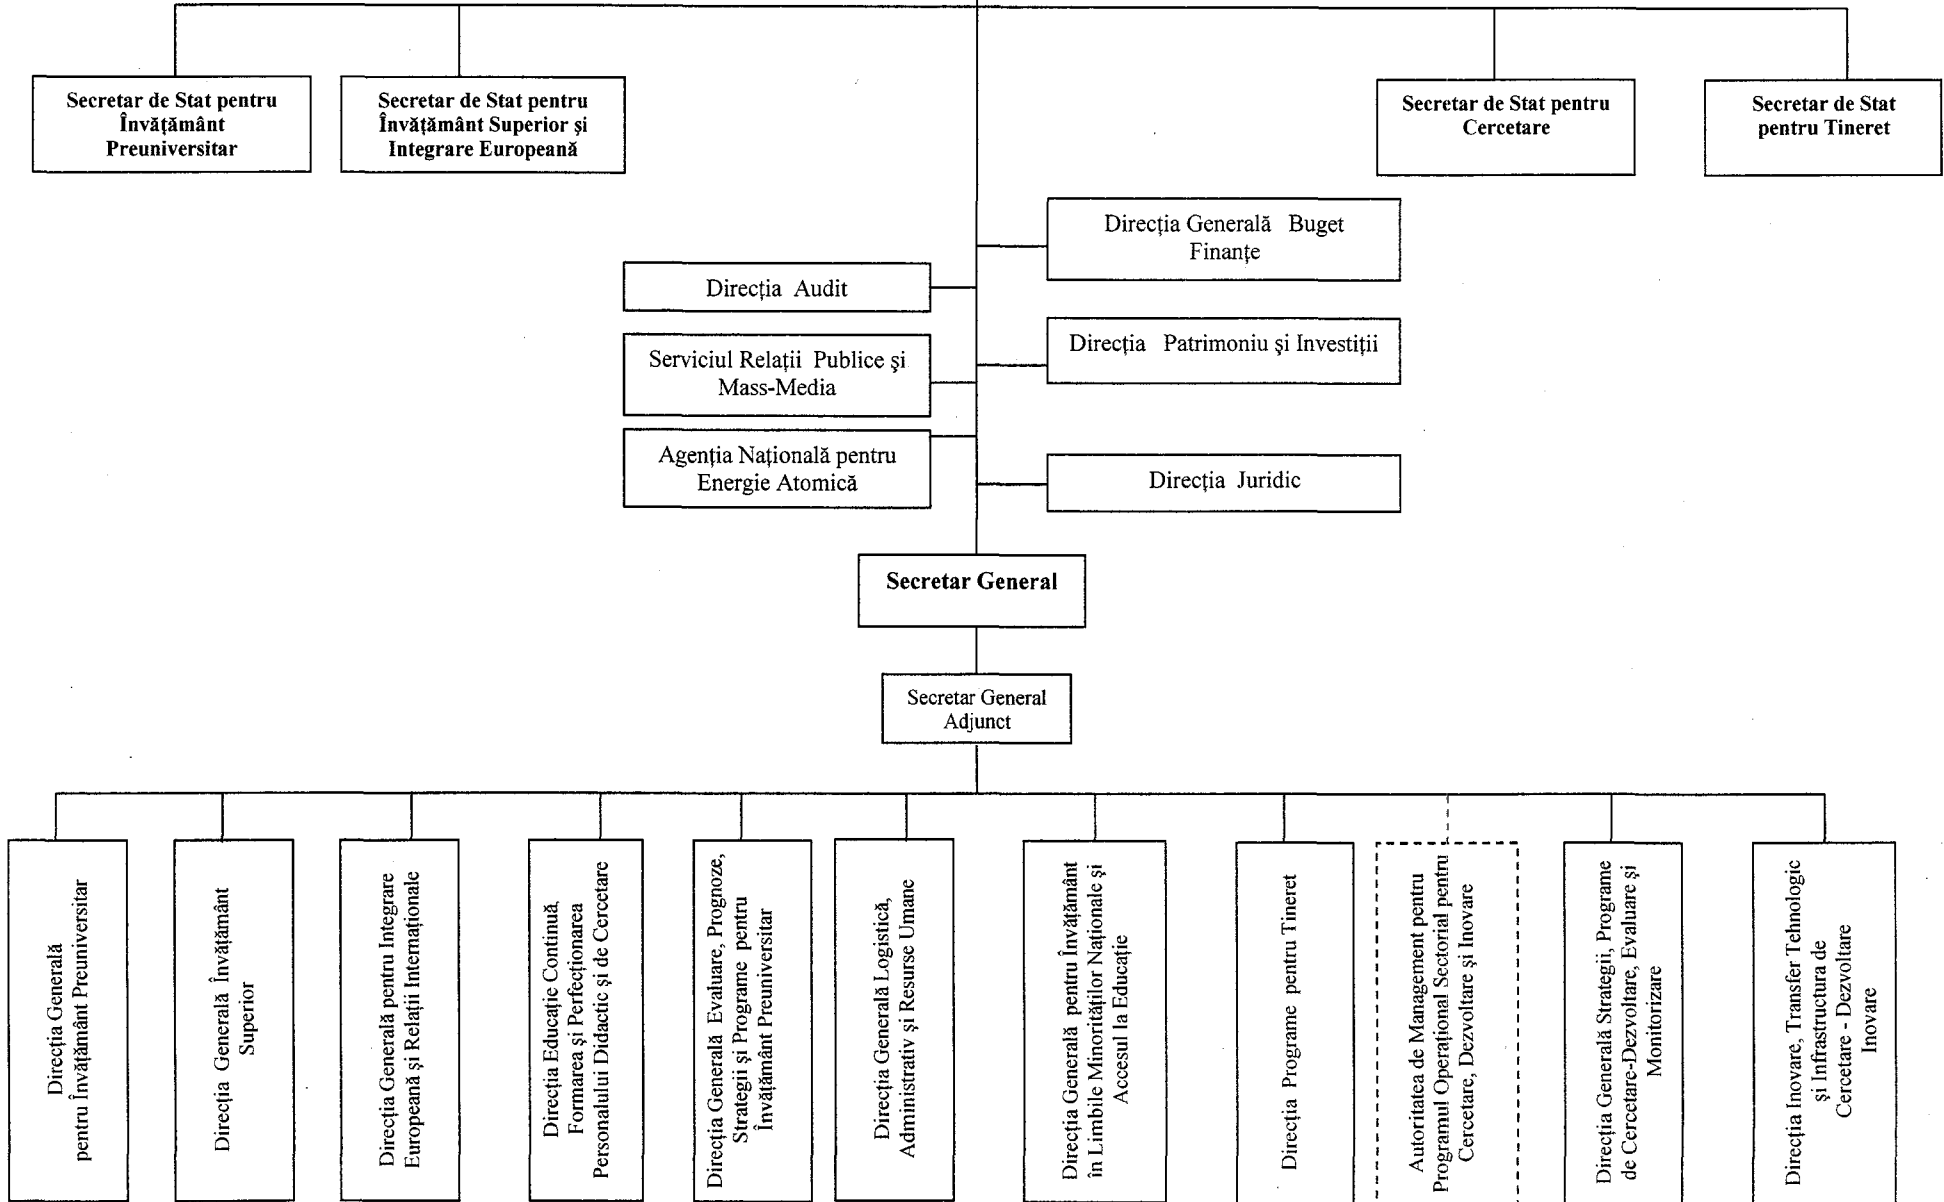 Secretar de Stat pentru
Învăţământ
Preuniversitar
Secretar de Stat pentru
Învăţământ Superior şi
Integrare Europeană
Secretar de Stat pentru
Cercetare
Secretar de Stat
pentru Tineret
Direcţia Generală Buget
Finanţe
Direcţia Audit
Direcţia Patrimoniu şi Investiţii
Serviciul Relaţii Publice şi
Mass-Media
Agenţia Naţională pentru
Energie Atomică
Direcţia Juridic
Secretar General
Secretar General
Adjunct
Direcţia Generală
pentru Învăţământ Preuniversitar
Direcţia Generală Învăţământ
Superior
Direcţia Generală pentru Integrare
Europeană şi Relaţii Internaţionale
Direcţia Educaţie Continuă,
Formarea şi Perfecţionarea
Personalului Didactic şi de Cercetare
Direcţia Generală Evaluare, Prognoze,
Strategii şi Programe pentru
Învăţământ Preuniversitar
Direcţia Generală Logistică,
Administrativ şi Resurse Umane
Direcţia Generală pentru Învăţământ
în Limbile Minorităţilor Naţionale şi
Accesul la Educaţie
Direcţia Programe pentru Tineret
Autoritatea de Management pentru
Programul Operaţional Sectorial pentru
Cercetare, Dezvoltare şi Inovare
Direcţia Generală Strategii, Programe
de Cercetare-Dezvoltare, Evaluare şi
Monitorizare
Direcţia Inovare, Transfer Tehnologic
şi Infrastructura de
Cercetare - Dezvoltare
Inovare